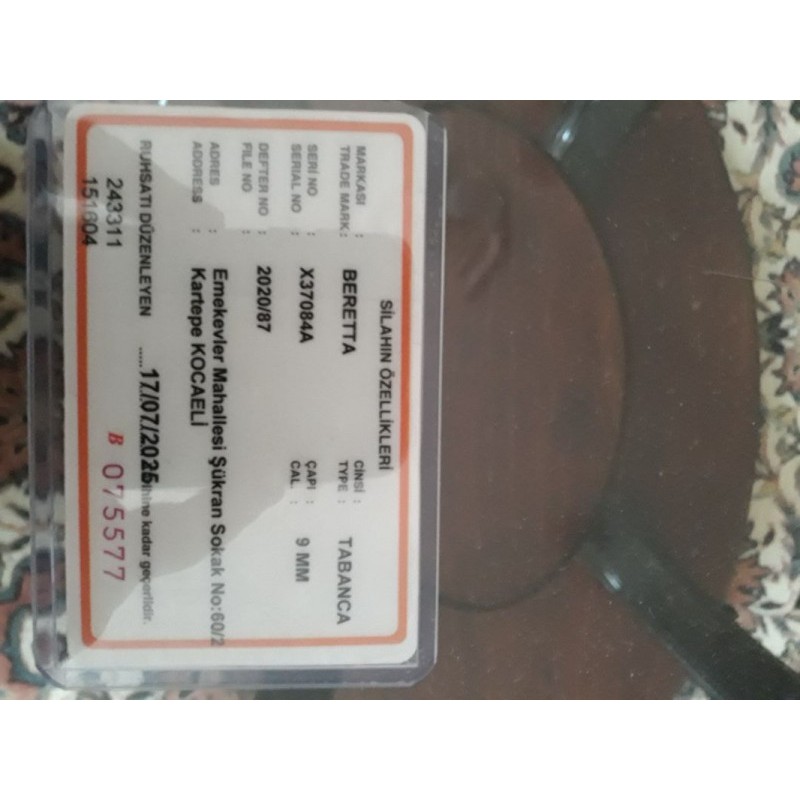 SİLAHIN ÖZELLİKLERİ
MARKASI : BERETTA CİNSİ : TABANCA
TRADE MARK : TYPE :
SERİ NO : X37084A ÇAPI : 9 MM
SERIAL NO : CAL. :
DEFTER NO : 2020/87
FILE NO
ADRES : Emekevler Mahallesi Şükran Sokak No:60/2
ADDRESS : Kartepe KOCAELİ
RUHSATI DÜZENLEYEN ..... 17/07/2025 ihine kadar geçerlidir.
243311 B 075577
151604